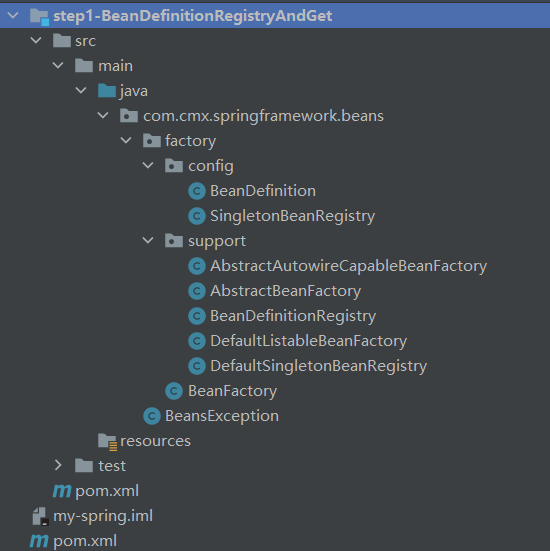 step1-BeanDefinitionRegistryAndGet
src
main
java
com.cmx.springframework.beans
factory
config
BeanDefinition
SingletonBeanRegistry
support
AbstractAutowireCapableBeanFactory
AbstractBeanFactory
BeanDefinitionRegistry
DefaultListableBeanFactory
DefaultSingletonBeanRegistry
BeanFactory
BeansException
resources
test
pom.xml
my-spring.iml
pom.xml